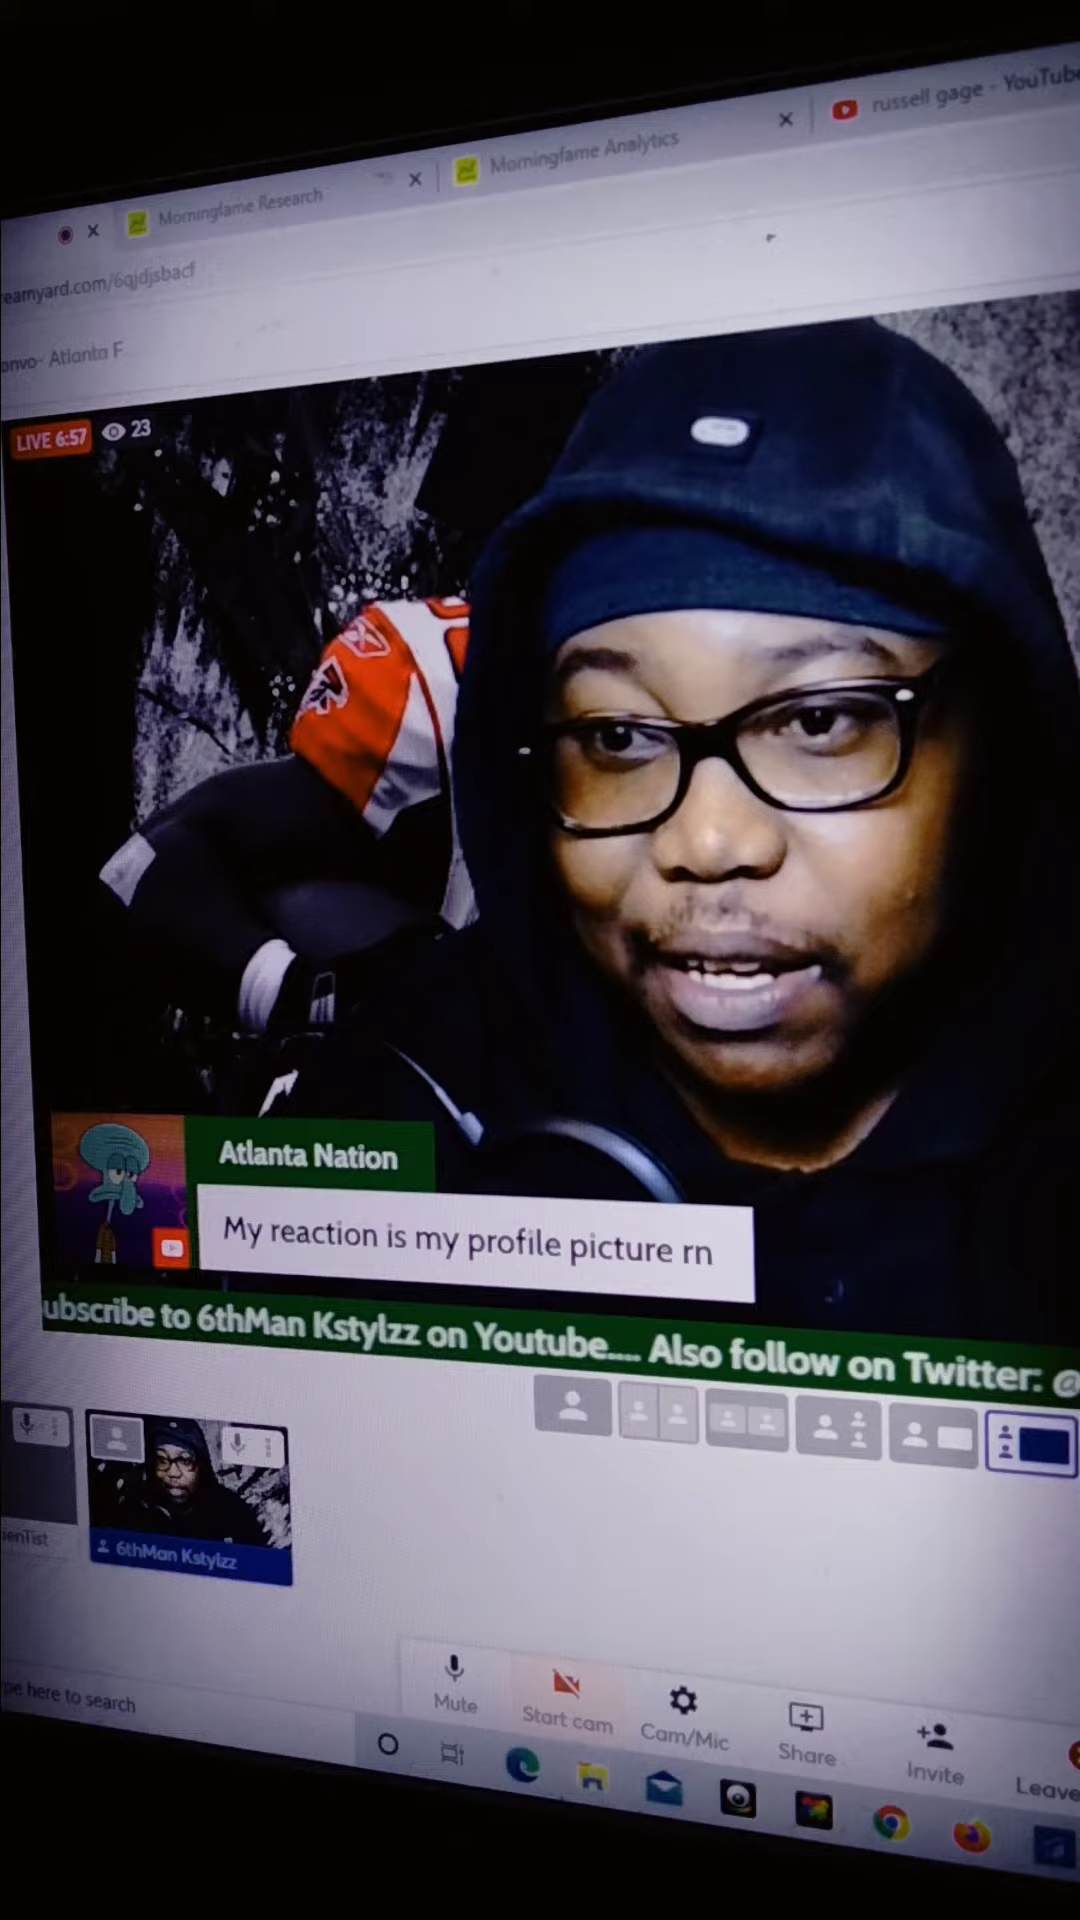 russell gage - YouTube
Morningfame Analytics
Morningfame Research
eamyard.com/6qjdjsbacf
onvo- Atlanta F
LIVE 6:57 23
Atlanta Nation
My reaction is my profile picture rn
ubscribe to 6thMan Kstylzz on Youtube.... Also follow on Twitter: @
enTist
6thMan Kstylzz
pe here to search
Mute
Start cam
Cam/Mic
Share
Invite
Leave